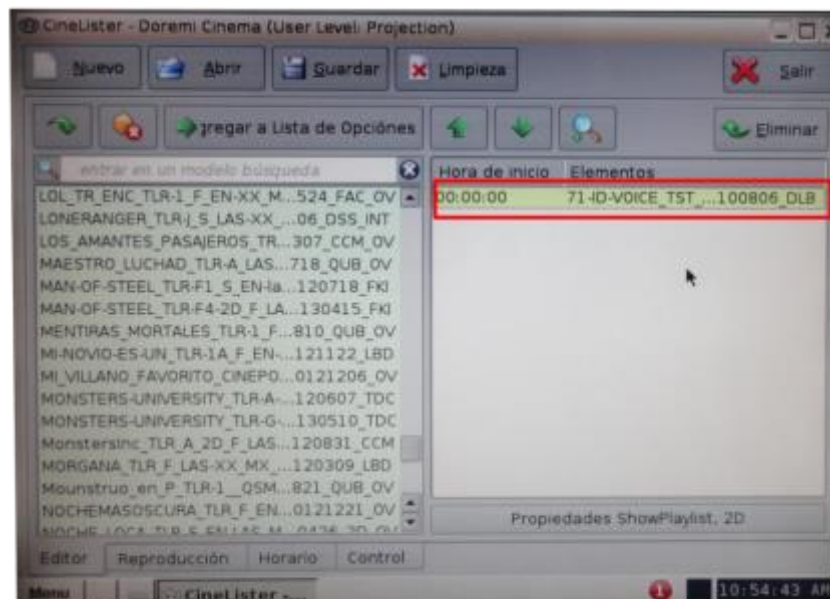 CineLister - Doremi Cinema (User Level: Projection)
Nuevo Abrir Guardar Limpieza Salir
Agregar a Lista de Opciónes Eliminar
entrar en un modelo búsqueda
Hora de inicio Elementos
00:00:00 71-ID-VOICE_TST_...100806_DLB
LOL_TR_ENC_TLR-1_F_EN-XX_M...524_FAC_OV
LONERANGER_TLR-J_S_LAS-XX_...06_DSS_INT
LOS_AMANTES_PASAJEROS_TR...307_CCM_OV
MAESTRO_LUCHAD_TLR-A_LAS...718_QUB_OV
MAN-OF-STEEL_TLR-F1_S_EN-la...120718_FKI
MAN-OF-STEEL_TLR-F4-2D_F_LA...130415_FKI
MENTIRAS_MORTALES_TLR-1_F...810_QUB_OV
MI-NOVIO-ES-UN_TLR-1A_F_EN-...121122_LBD
MI_VILLANO_FAVORITO_CINEPO...0121206_OV
MONSTERS-UNIVERSITY_TLR-A-...120607_TDC
MONSTERS-UNIVERSITY_TLR-G-...130510_TDC
MonstersInc_TLR_A_2D_F_LAS...120831_CCM
MORGANA_TLR_F_LAS-XX_MX_...120309_LBD
Mounstruo_en_P_TLR-1__QSM...821_QUB_OV
NOCHEMASOSCURA_TLR_F_EN...0121221_OV
Propiedades ShowPlaylist, 2D
Editor Reproducción Horario Control
Menu CineLister -... 10:54:43 AM